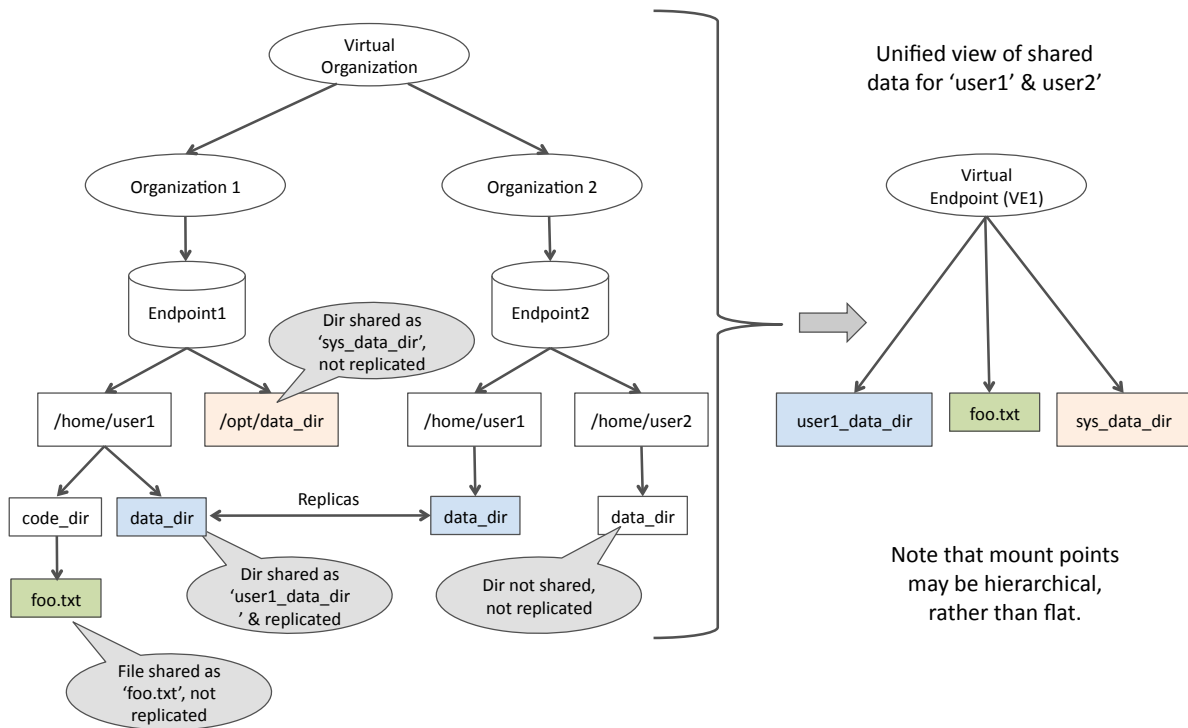 Virtual
Organization
Unified view of shared
data for ‘user1’ & user2’
Organization 1
Organization 2
Virtual
Endpoint (VE1)
Endpoint1
Endpoint2
Dir shared as
‘sys_data_dir’,
not replicated
/home/user1
/opt/data_dir
/home/user1
/home/user2
user1_data_dir
foo.txt
sys_data_dir
Replicas
code_dir
data_dir
data_dir
data_dir
Dir shared as
‘user1_data_dir
’ & replicated
Dir not shared,
not replicated
Note that mount points
may be hierarchical,
rather than flat.
foo.txt
File shared as
‘foo.txt’, not
replicated